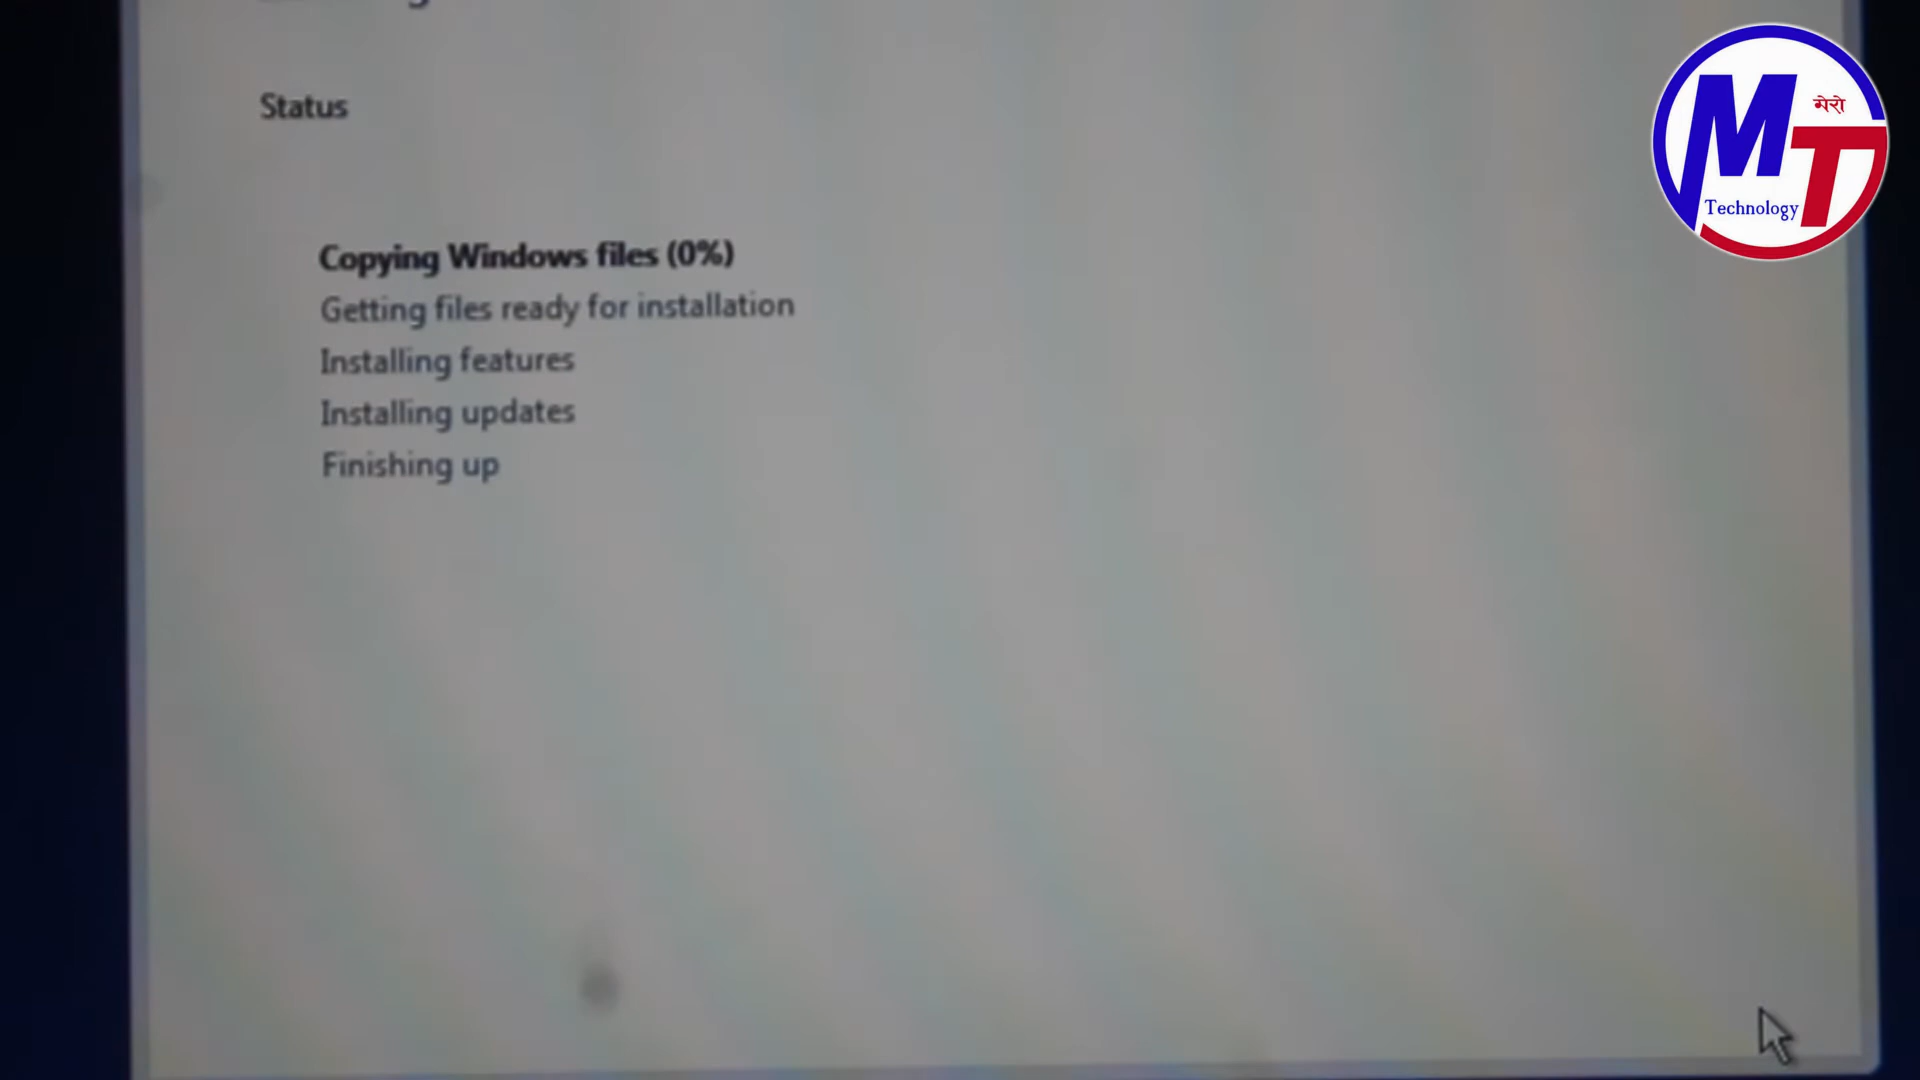 Status
Copying Windows files (0%)
Getting files ready for installation
Installing features
Installing updates
Finishing up
MT
मेरो
Technology